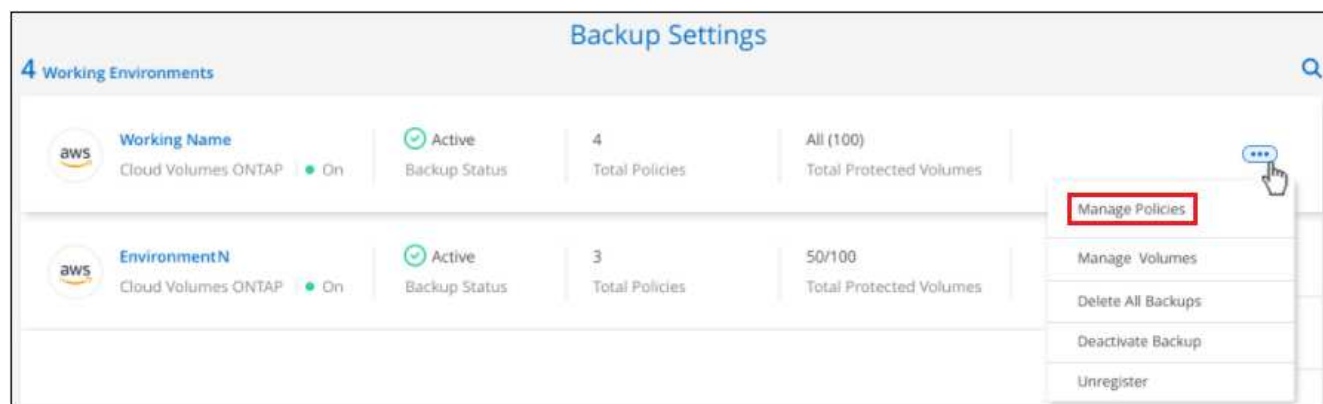 Backup Settings
4 Working Environments
aws
Working Name
Cloud Volumes ONTAP
On
Active
Backup Status
4
Total Policies
All (100)
Total Protected Volumes
Manage Policies
Manage Volumes
Delete All Backups
Deactivate Backup
Unregister
aws
EnvironmentN
Cloud Volumes ONTAP
On
Active
Backup Status
3
Total Policies
50/100
Total Protected Volumes